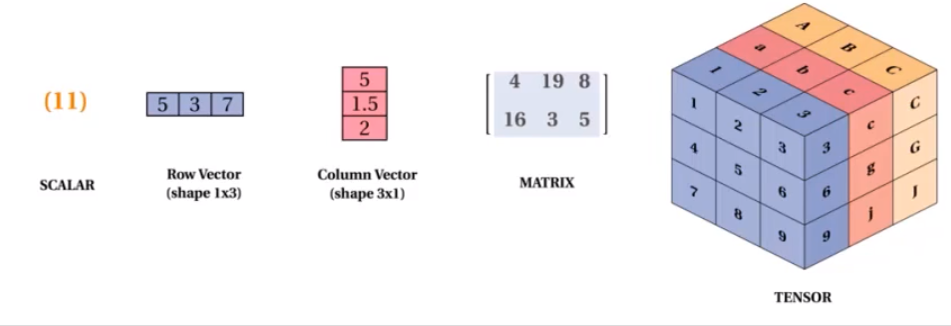 (11)
5 3 7
5
1.5
2
4 19 8
16 3 5
A
B
C
a
b
c
1
2
3
1 2 3
4 5 6
7 8 9
3 c C
6 g G
9 j J
SCALAR
Row Vector
(shape 1x3)
Column Vector
(shape 3x1)
MATRIX
TENSOR